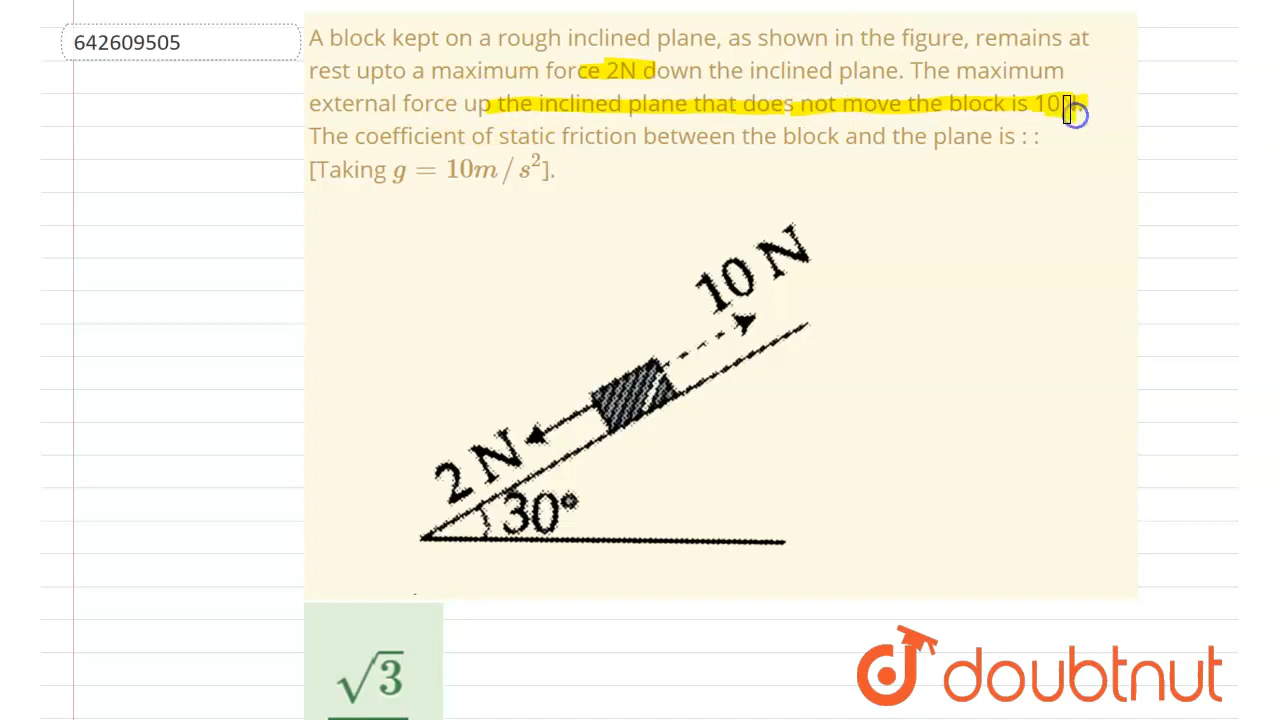 642609505
A block kept on a rough inclined plane, as shown in the figure, remains at
rest upto a maximum force 2N down the inclined plane. The maximum
external force up the inclined plane that does not move the block is 10
The coefficient of static friction between the block and the plane is : :
[Taking g = 10m/s²].
10 N
2 N
30°
√3
doubtnut